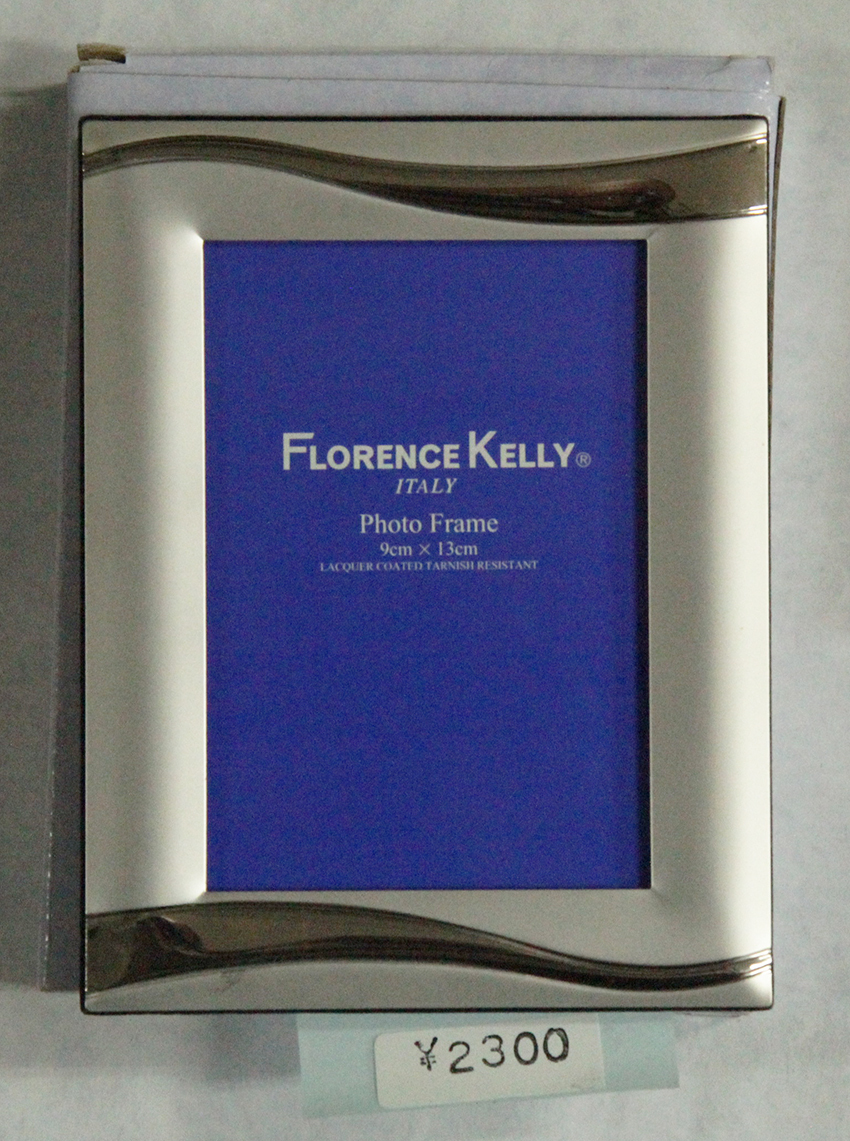 FLORENCE KELLY®
ITALY
Photo Frame
9cm × 13cm
LACQUER COATED TARNISH RESISTANT
¥2300